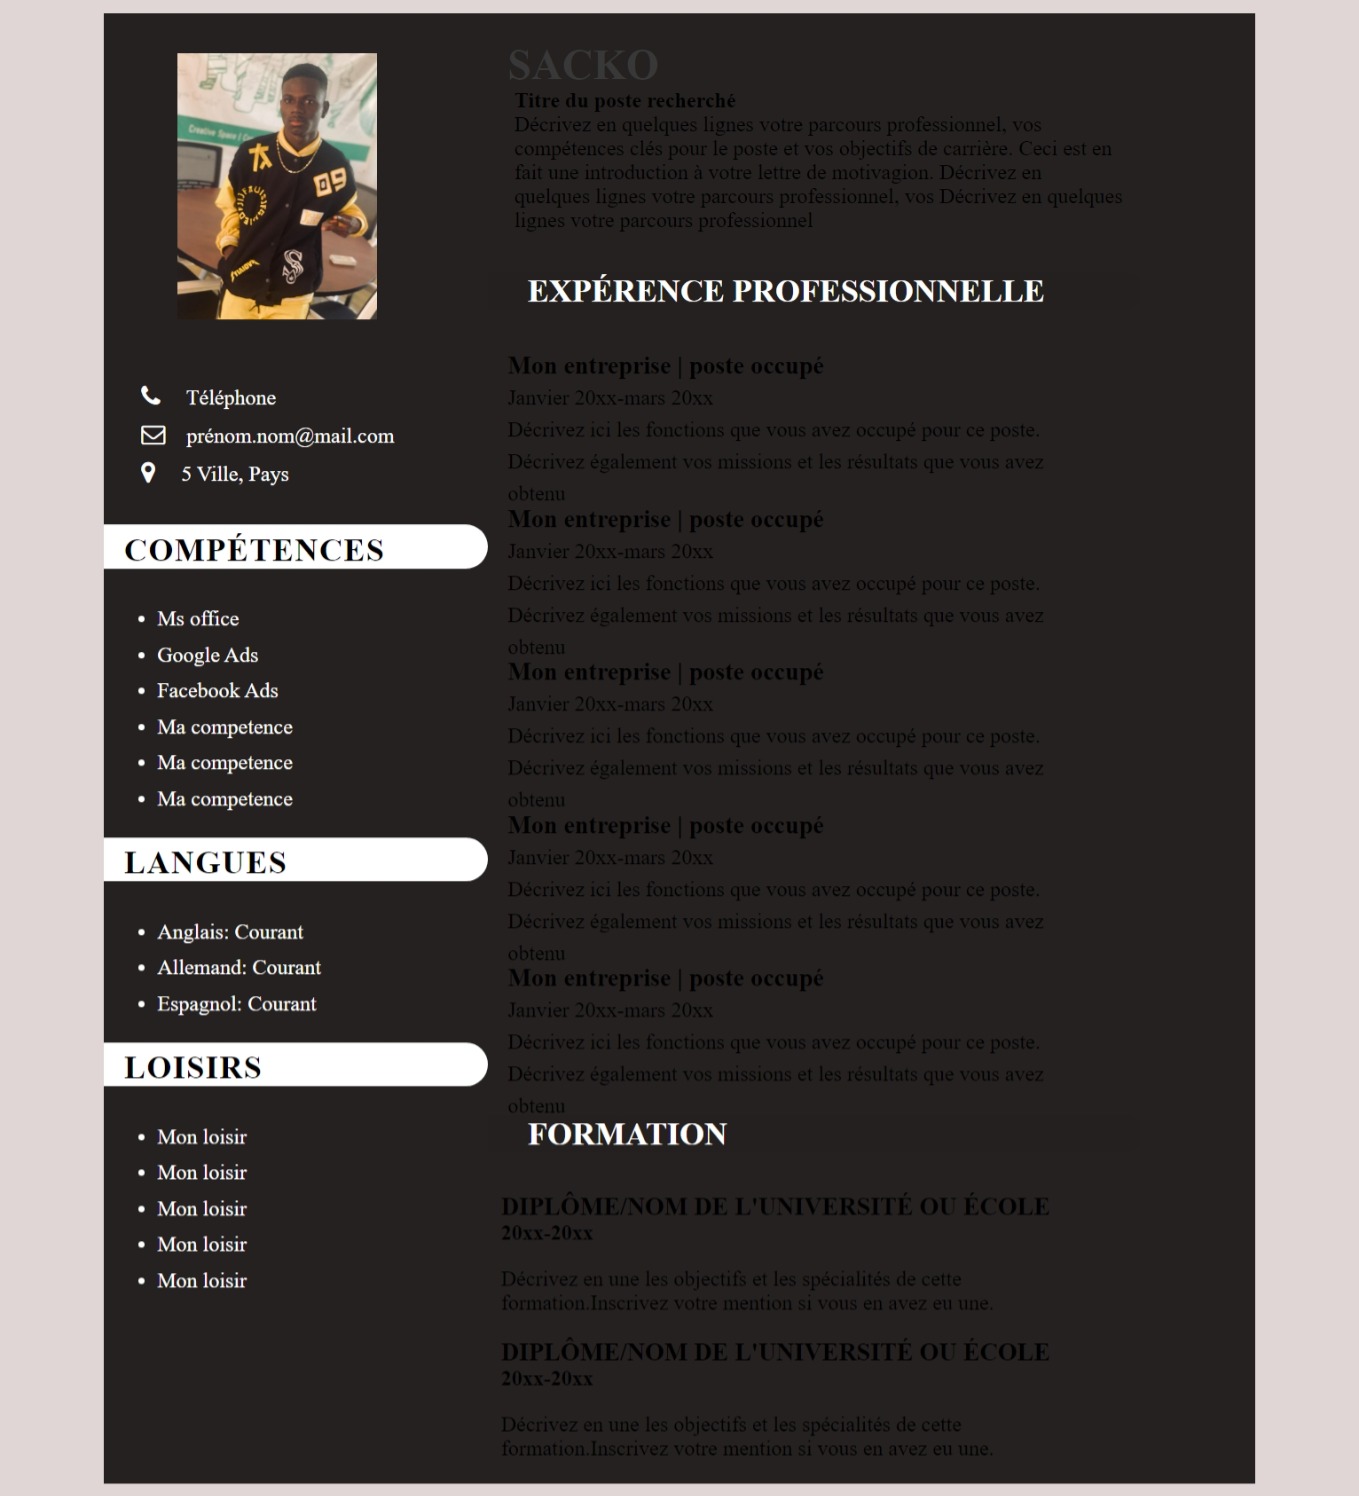 Creative Space | C
09
Téléphone
prénom.nom@mail.com
5 Ville, Pays
COMPÉTENCES
Ms office
Google Ads
Facebook Ads
Ma competence
Ma competence
Ma competence
LANGUES
Anglais: Courant
Allemand: Courant
Espagnol: Courant
LOISIRS
Mon loisir
Mon loisir
Mon loisir
Mon loisir
Mon loisir
SACKO
Titre du poste recherché
Décrivez en quelques lignes votre parcours professionnel, vos
compétences clés pour le poste et vos objectifs de carrière. Ceci est en
fait une introduction à votre lettre de motivagion. Décrivez en
quelques lignes votre parcours professionnel, vos Décrivez en quelques
lignes votre parcours professionnel
EXPÉRENCE PROFESSIONNELLE
Mon entreprise | poste occupé
Janvier 20xx-mars 20xx
Décrivez ici les fonctions que vous avez occupé pour ce poste.
Décrivez également vos missions et les résultats que vous avez
obtenu
Mon entreprise | poste occupé
Janvier 20xx-mars 20xx
Décrivez ici les fonctions que vous avez occupé pour ce poste.
Décrivez également vos missions et les résultats que vous avez
obtenu
Mon entreprise | poste occupé
Janvier 20xx-mars 20xx
Décrivez ici les fonctions que vous avez occupé pour ce poste.
Décrivez également vos missions et les résultats que vous avez
obtenu
Mon entreprise | poste occupé
Janvier 20xx-mars 20xx
Décrivez ici les fonctions que vous avez occupé pour ce poste.
Décrivez également vos missions et les résultats que vous avez
obtenu
Mon entreprise | poste occupé
Janvier 20xx-mars 20xx
Décrivez ici les fonctions que vous avez occupé pour ce poste.
Décrivez également vos missions et les résultats que vous avez
obtenu
FORMATION
DIPLÔME/NOM DE L'UNIVERSITÉ OU ÉCOLE
20xx-20xx
Décrivez en une les objectifs et les spécialités de cette
formation.Inscrivez votre mention si vous en avez eu une.
DIPLÔME/NOM DE L'UNIVERSITÉ OU ÉCOLE
20xx-20xx
Décrivez en une les objectifs et les spécialités de cette
formation.Inscrivez votre mention si vous en avez eu une.